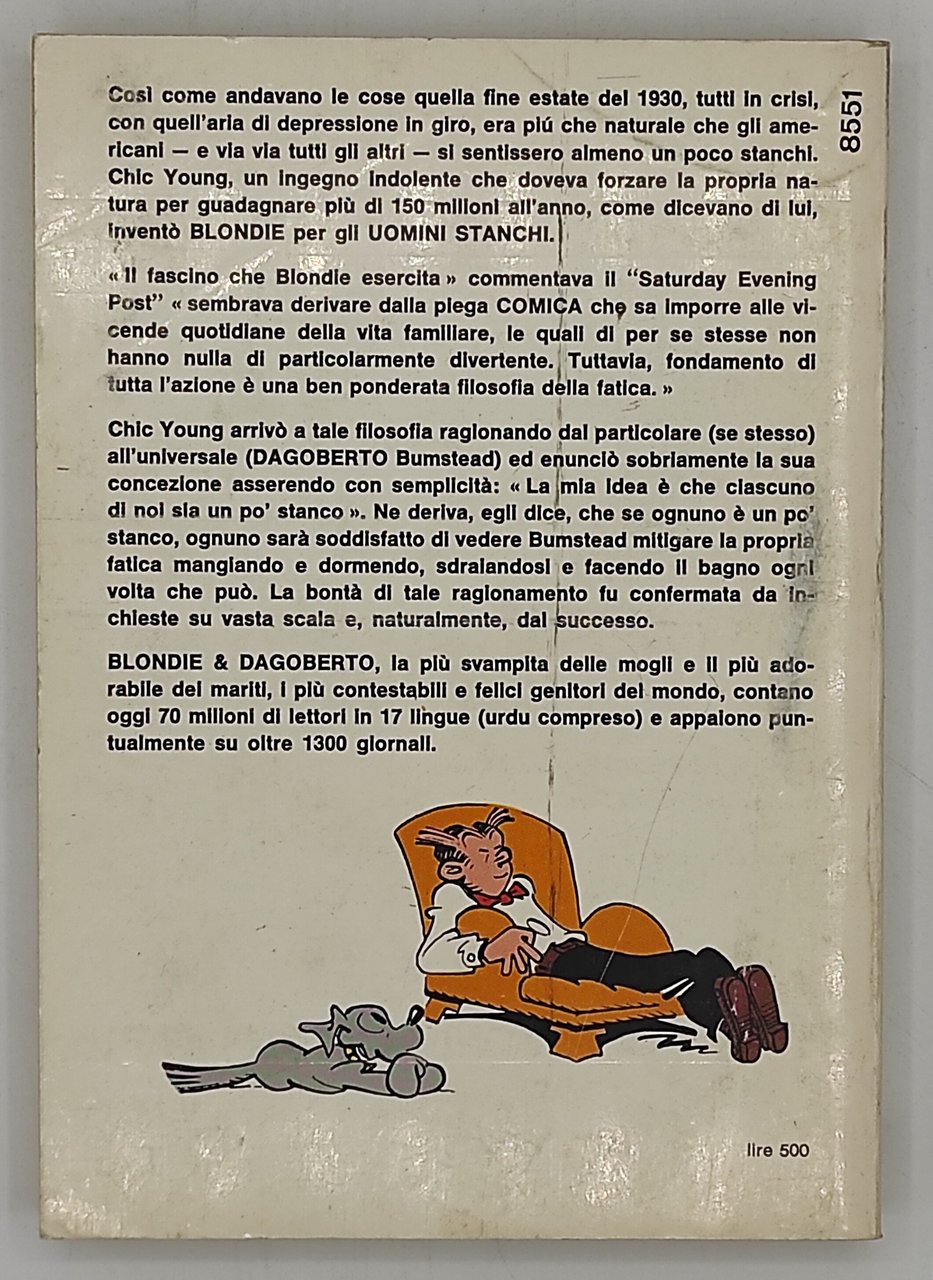 Così come andavano le cose quella fine estate del 1930, tutti in crisi,
con quell'aria di depressione in giro, era piú che naturale che gli ame-
ricani — e via via tutti gli altri — si sentissero almeno un poco stanchi.
Chic Young, un ingegno indolente che doveva forzare la propria na-
tura per guadagnare più di 150 milioni all'anno, come dicevano di lui,
inventò BLONDIE per gli UOMINI STANCHI.
« Il fascino che Blondie esercita » commentava il “Saturday Evening
Post” « sembrava derivare dalla piega COMICA che sa imporre alle vi-
cende quotidiane della vita familiare, le quali di per se stesse non
hanno nulla di particolarmente divertente. Tuttavia, fondamento di
tutta l'azione è una ben ponderata filosofia della fatica. »
Chic Young arrivò a tale filosofia ragionando dal particolare (se stesso)
all'universale (DAGOBERTO Bumstead) ed enunciò sobriamente la sua
concezione asserendo con semplicità: « La mia idea è che ciascuno
di noi sia un po' stanco ». Ne deriva, egli dice, che se ognuno è un po'
stanco, ognuno sarà soddisfatto di vedere Bumstead mitigare la propria
fatica mangiando e dormendo, sdraiandosi e facendo il bagno ogni
volta che può. La bontà di tale ragionamento fu confermata da in-
chieste su vasta scala e, naturalmente, dal successo.
BLONDIE & DAGOBERTO, la più svampita delle mogli e il più ado-
rabile dei mariti, i più contestabili e felici genitori del mondo, contano
oggi 70 milioni di lettori in 17 lingue (urdu compreso) e appaiono pun-
tualmente su oltre 1300 giornali.
8551
lire 500